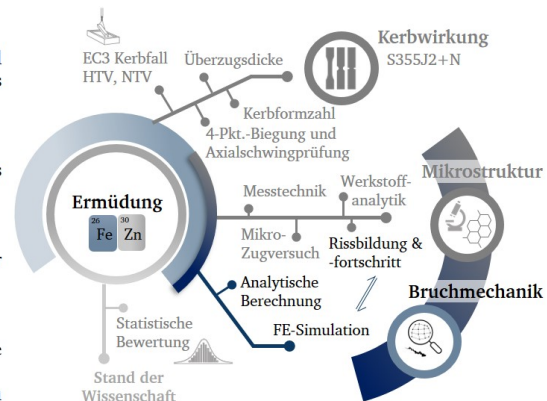 EC3 Kerbfall
HTV, NTV
Überzugsdicke
Kerbwirkung
S355J2+N
Kerbformzahl
4-Pkt.-Biegung und
Axialschwingprüfung
Mikrostruktur
Ermüdung
26
Fe
30
Zn
Messtechnik
Werkstoff-
analytik
Mikro-
Zugversuch
Rissbildung &
-fortschritt
Bruchmechanik
Analytische
Berechnung
FE-Simulation
Statistische
Bewertung
Stand der
Wissenschaft